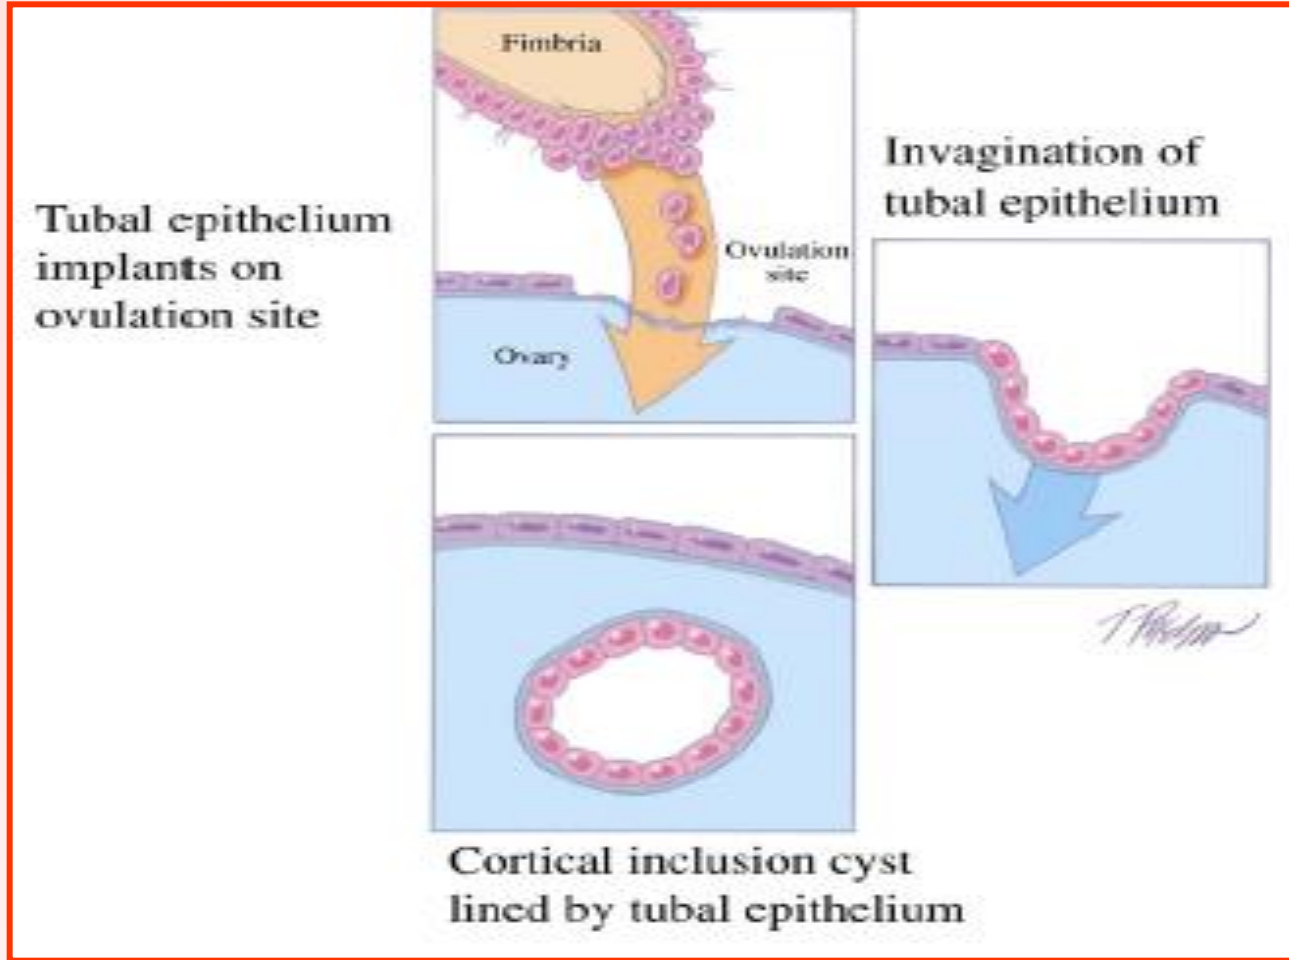 Fimbria
Tubal epithelium
implants on
ovulation site
Ovulation
site
Ovary
Invagination of
tubal epithelium
Cortical inclusion cyst
lined by tubal epithelium